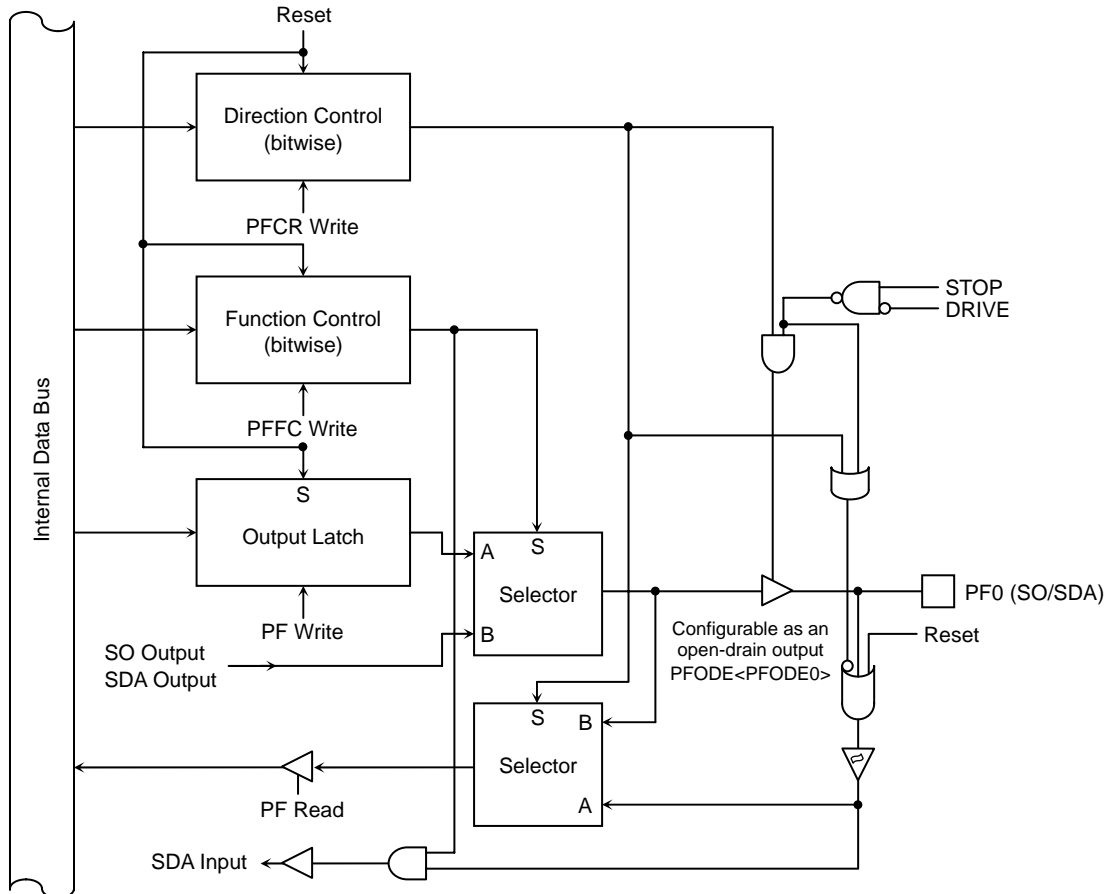 Reset
Internal Data Bus
Direction Control
(bitwise)
PFCR Write
Function Control
(bitwise)
STOP
DRIVE
PFFC Write
S
Output Latch
A
S
Selector
B
PF Write
SO Output
SDA Output
PF0 (SO/SDA)
Configurable as an
open-drain output
PFODE<PFODE0>
Reset
S
B
Selector
A
PF Read
SDA Input